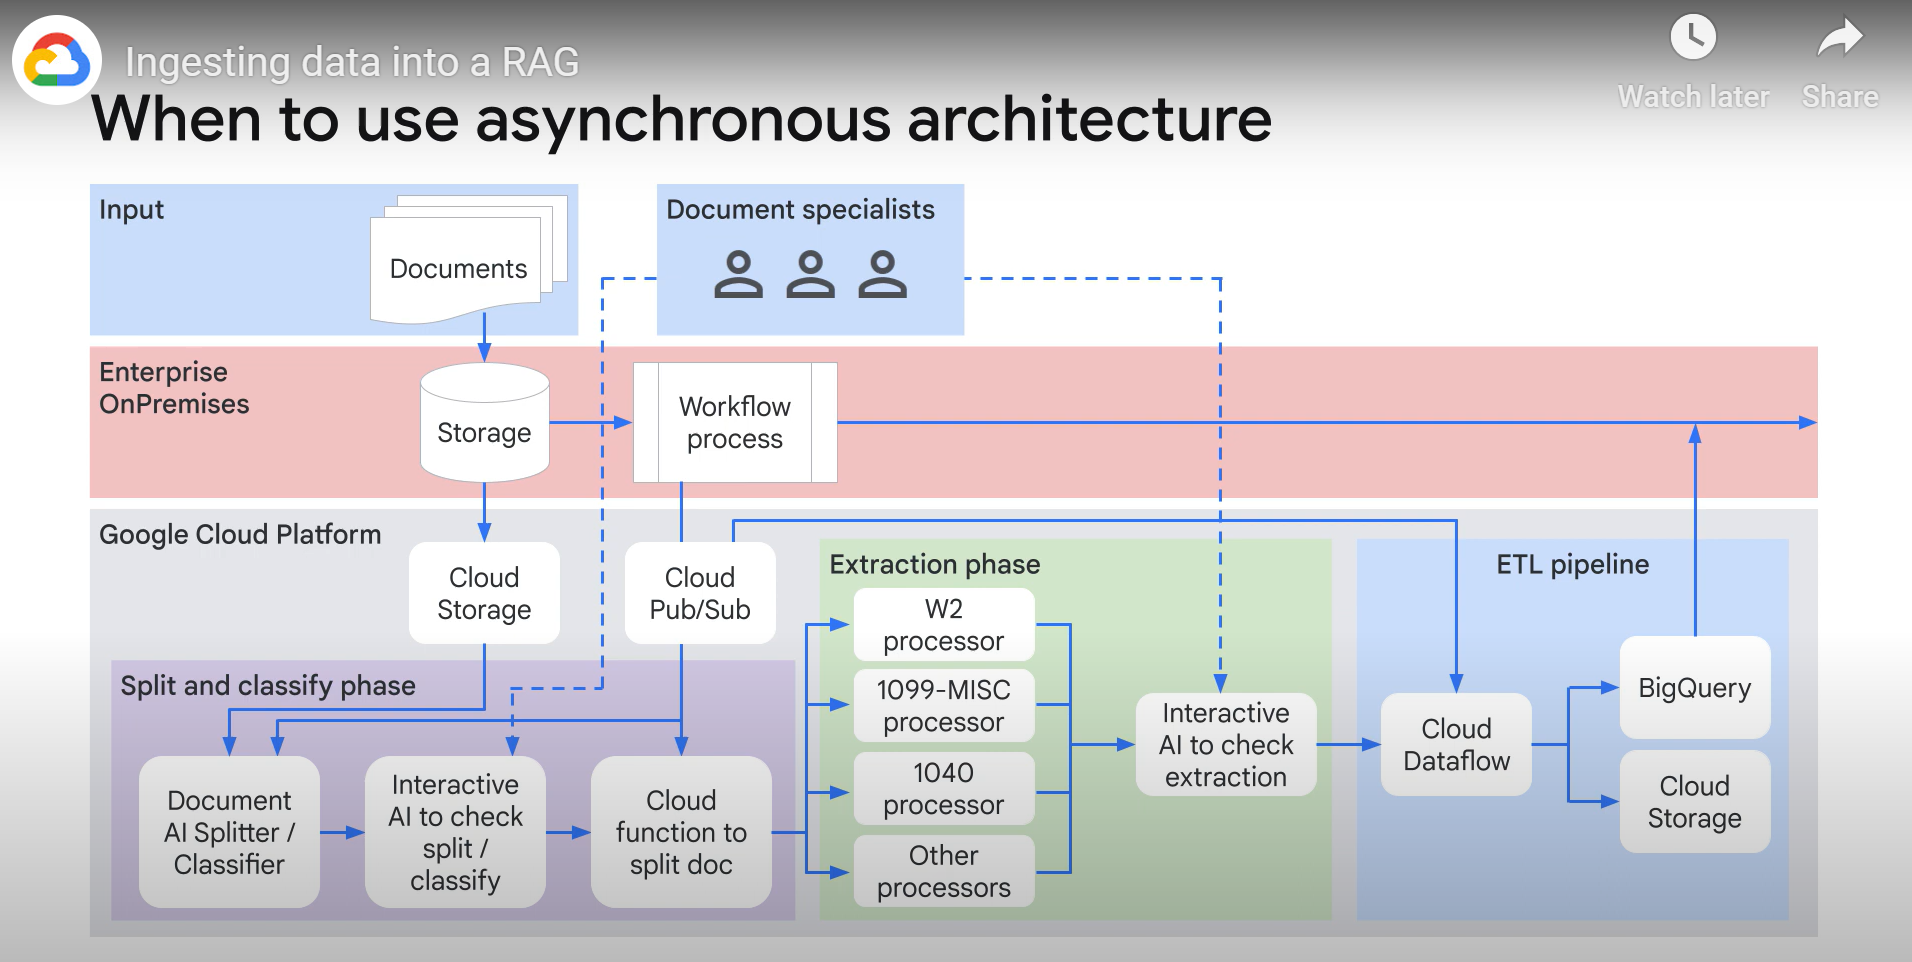 Ingesting data into a RAG
Watch later
Share
When to use asynchronous architecture
Input
Documents
Document specialists
Enterprise
OnPremises
Storage
Workflow
process
Google Cloud Platform
Cloud
Storage
Cloud
Pub/Sub
Split and classify phase
Document
AI Splitter /
Classifier
Interactive
AI to check
split /
classify
Cloud
function to
split doc
Extraction phase
W2
processor
1099-MISC
processor
1040
processor
Other
processors
Interactive
AI to check
extraction
ETL pipeline
Cloud
Dataflow
BigQuery
Cloud
Storage